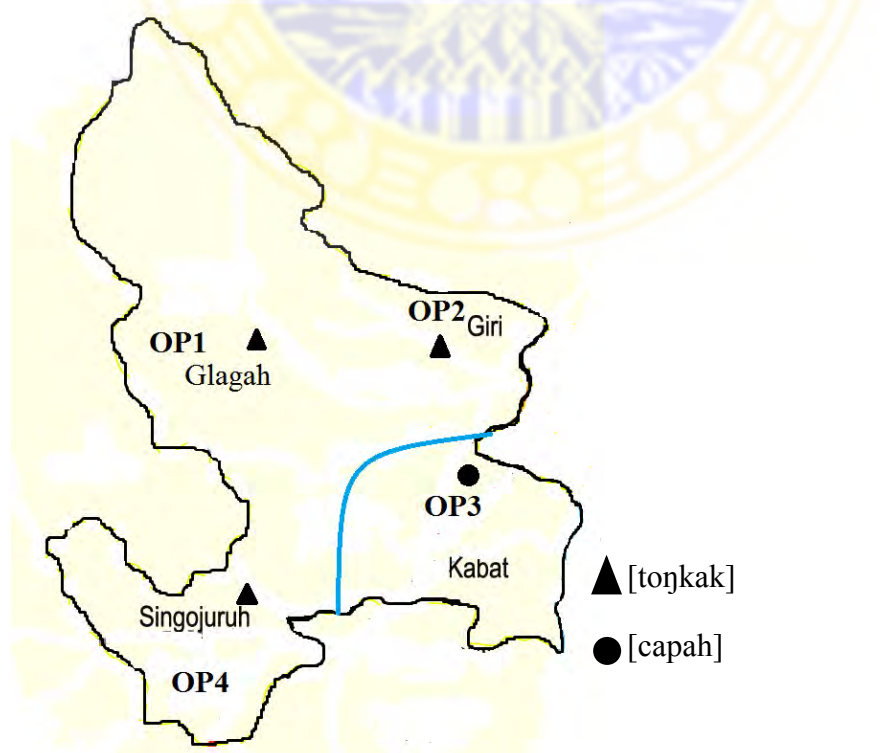 OP2 Giri
OP1
Glagah
OP3
Kabat
[toŋkak]
Singojuruh
[capah]
OP4